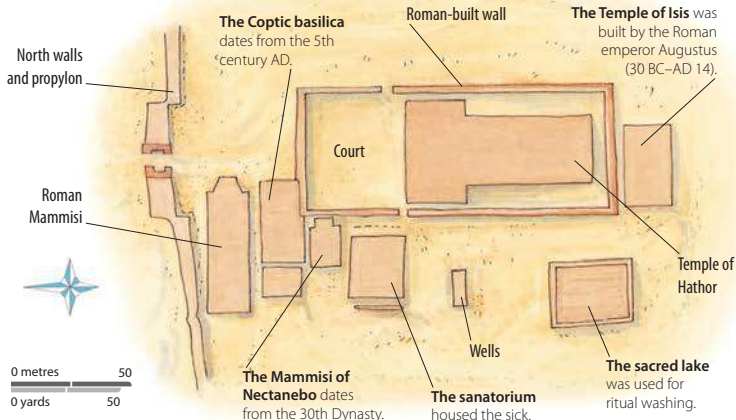 The Coptic basilica
dates from the 5th
century AD.
Roman-built wall
The Temple of Isis was
built by the Roman
emperor Augustus
(30 BC–AD 14).
North walls
and propylon
Court
Roman
Mammisi
Temple of
Hathor
Wells
0 metres 50
0 yards 50
The Mammisi of
Nectanebo dates
from the 30th Dynasty.
The sanatorium
housed the sick.
The sacred lake
was used for
ritual washing.